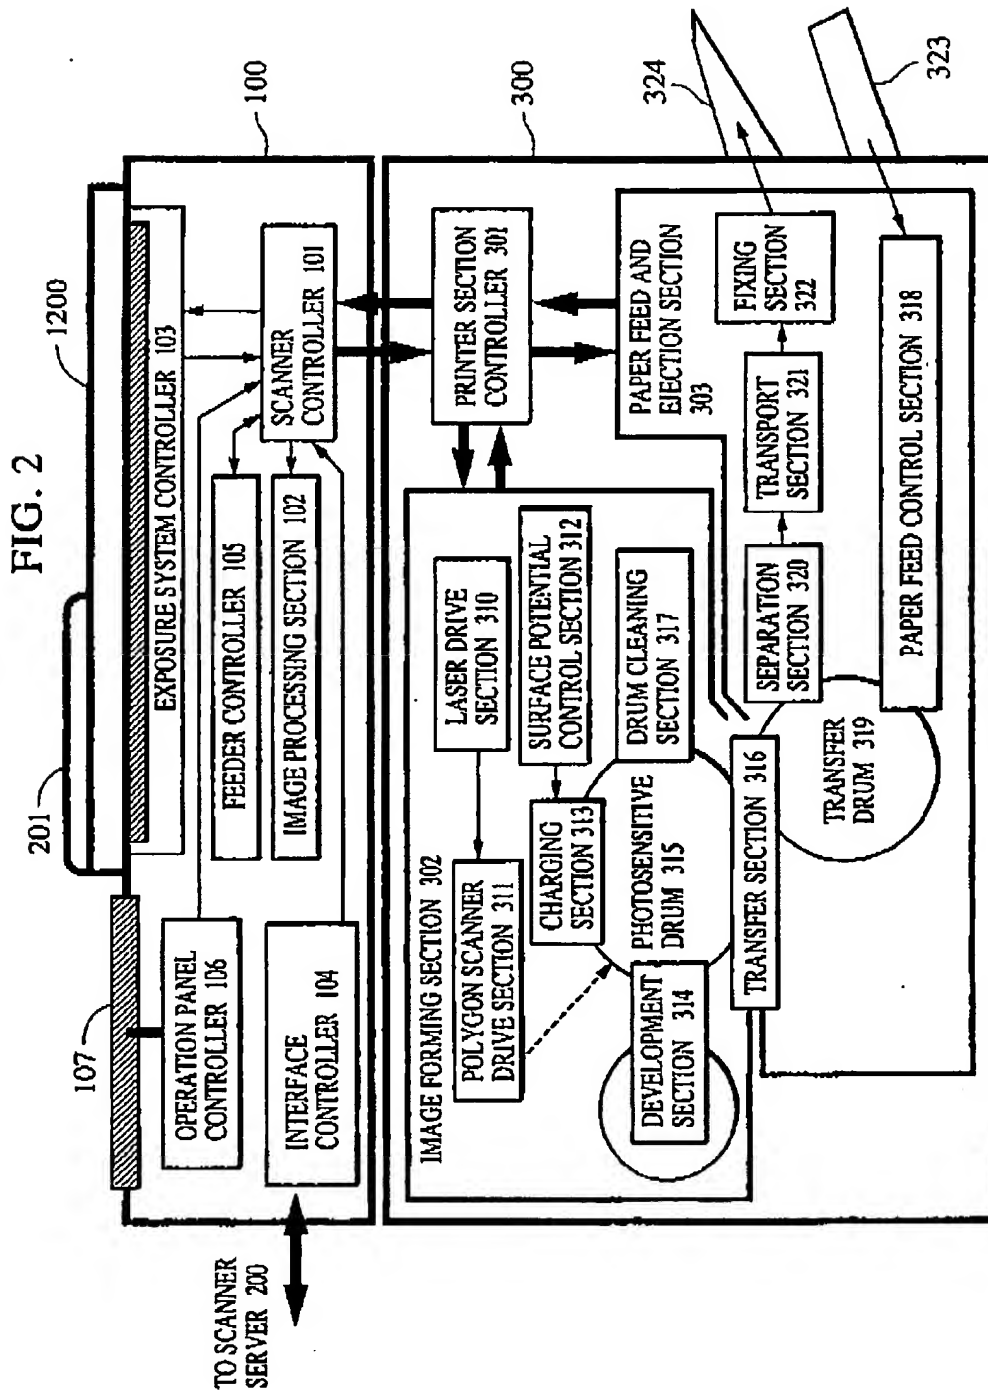 FIG. 2
201
1200
107
100
EXPOSURE SYSTEM CONTROLLER 103
OPERATION PANEL
CONTROLLER 106
FEEDER CONTROLLER 105
IMAGE PROCESSING SECTION 102
SCANNER
CONTROLLER 101
INTERFACE
CONTROLLER 104
TO SCANNER
SERVER 200
300
PRINTER SECTION
CONTROLLER 301
IMAGE FORMING SECTION 302
LASER DRIVE
SECTION 310
POLYGON SCANNER
DRIVE SECTION 311
SURFACE POTENTIAL
CONTROL SECTION 312
CHARGING
SECTION 313
DRUM CLEANING
SECTION 317
PHOTOSENSITIVE
DRUM 315
DEVELOPMENT
SECTION 314
TRANSFER SECTION 316
PAPER FEED AND
EJECTION SECTION
303
SEPARATION
SECTION 320
TRANSPORT
SECTION 321
FIXING
SECTION
322
TRANSFER
DRUM 319
PAPER FEED CONTROL SECTION 318
324
323